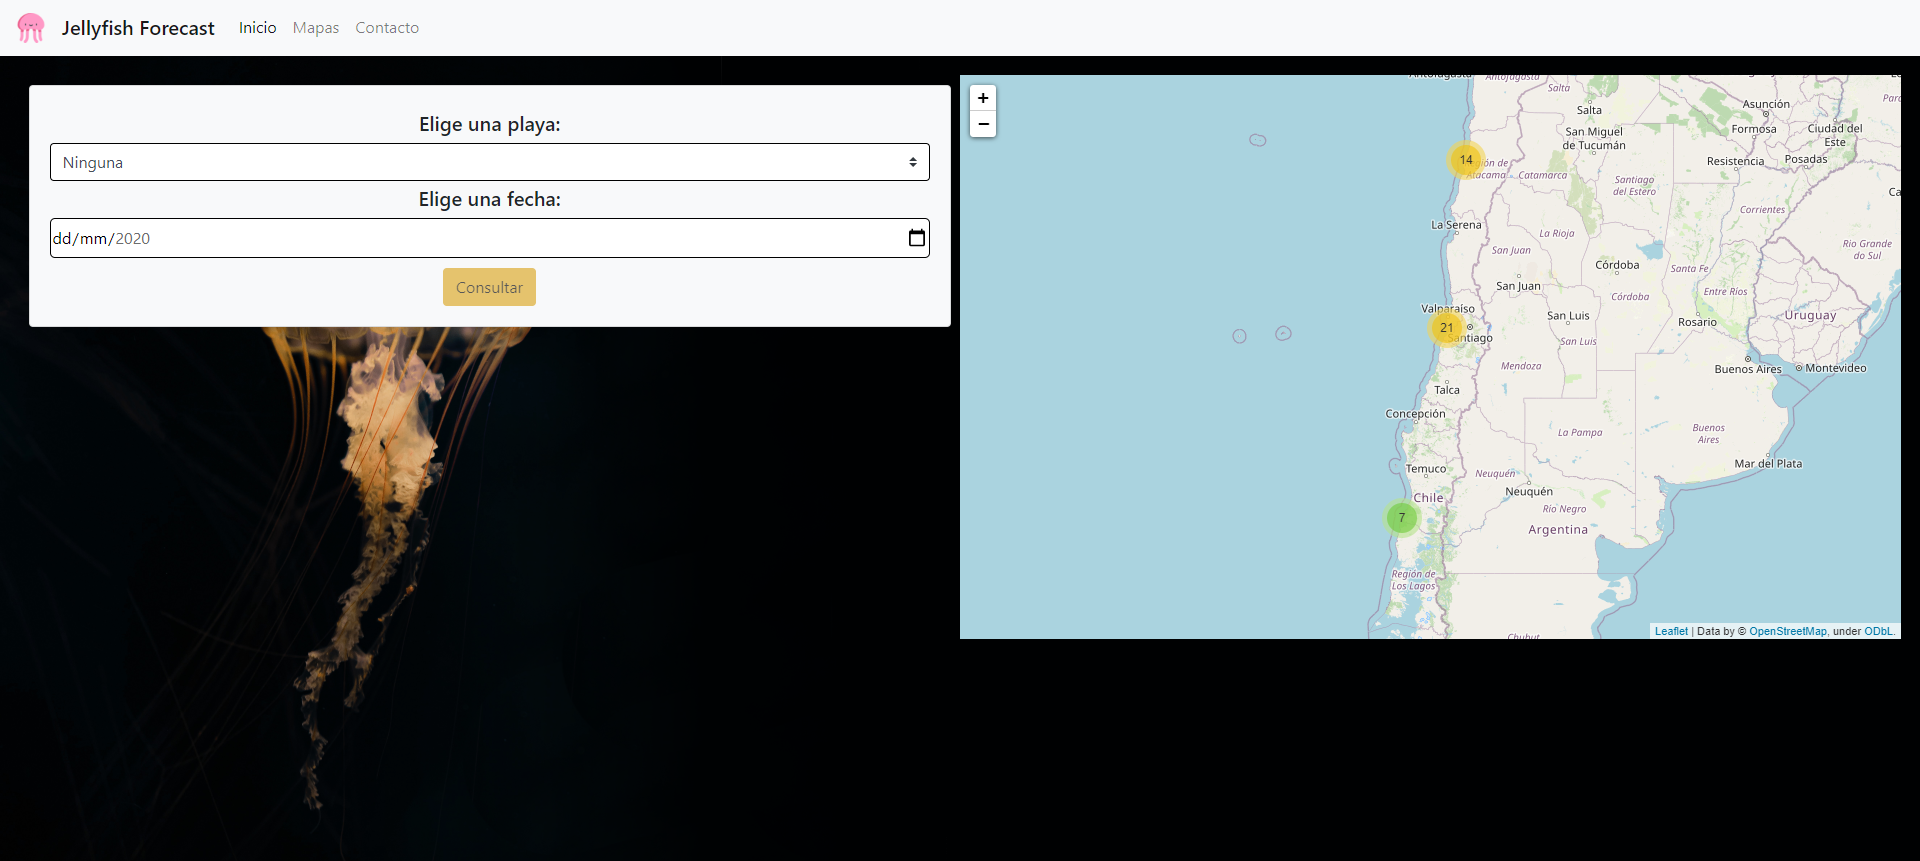 Jellyfish Forecast
Inicio
Mapas
Contacto
Elige una playa:
Ninguna
Elige una fecha:
dd/mm/2020
Consultar
+
−
Antofagasta
Antofagasta
Salta
Salta
Asunción
Formosa
Ciudad del
Este
San Miguel
de Tucumán
14
Región de
Atacama
Catamarca
Resistencia
Posadas
Santiago
del Estero
Corrientes
La Serena
La Rioja
San Juan
Rio Grande
do Sul
Córdoba
Santa Fe
San Juan
Córdoba
Entre Ríos
Valparaíso
San Luis
Rosario
Uruguay
21
Santiago
San Luis
Mendoza
Buenos Aires
Montevideo
Talca
Concepción
La Pampa
Buenos
Aires
Temuco
Neuquén
Mar del Plata
Chile
Neuquén
Río Negro
7
Argentina
Región de
Los Lagos
Chubut
Leaflet | Data by © OpenStreetMap, under ODbL.